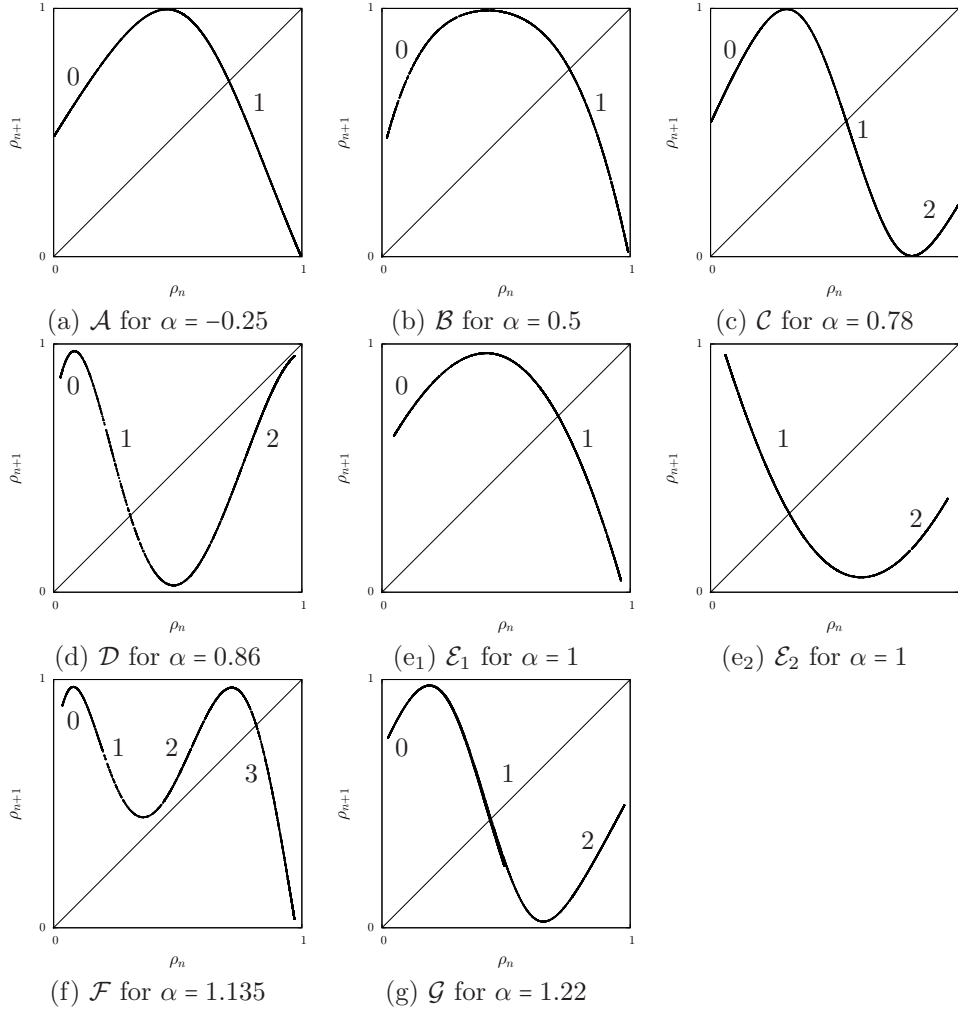 1
1
1
0
0
0
1
1
1
ρn+1
ρn+1
ρn+1
2
0
0
0
0
1
0
1
0
ρn
ρn
ρn
(a) 𝒜 for α = −0.25
(b) ℬ for α = 0.5
(c) 𝒞 for α = 0.78
1
1
1
0
0
1
2
1
1
ρn+1
ρn+1
ρn+1
2
0
0
0
0
1
ρn
ρn
ρn
(d) 𝒟 for α = 0.86
(e1) ℰ1 for α = 1
(e2) ℰ2 for α = 1
1
1
0
1
2
0
3
1
ρn+1
ρn+1
2
0
0
0
1
ρn
ρn
(f) ℱ for α = 1.135
(g) 𝒢 for α = 1.22